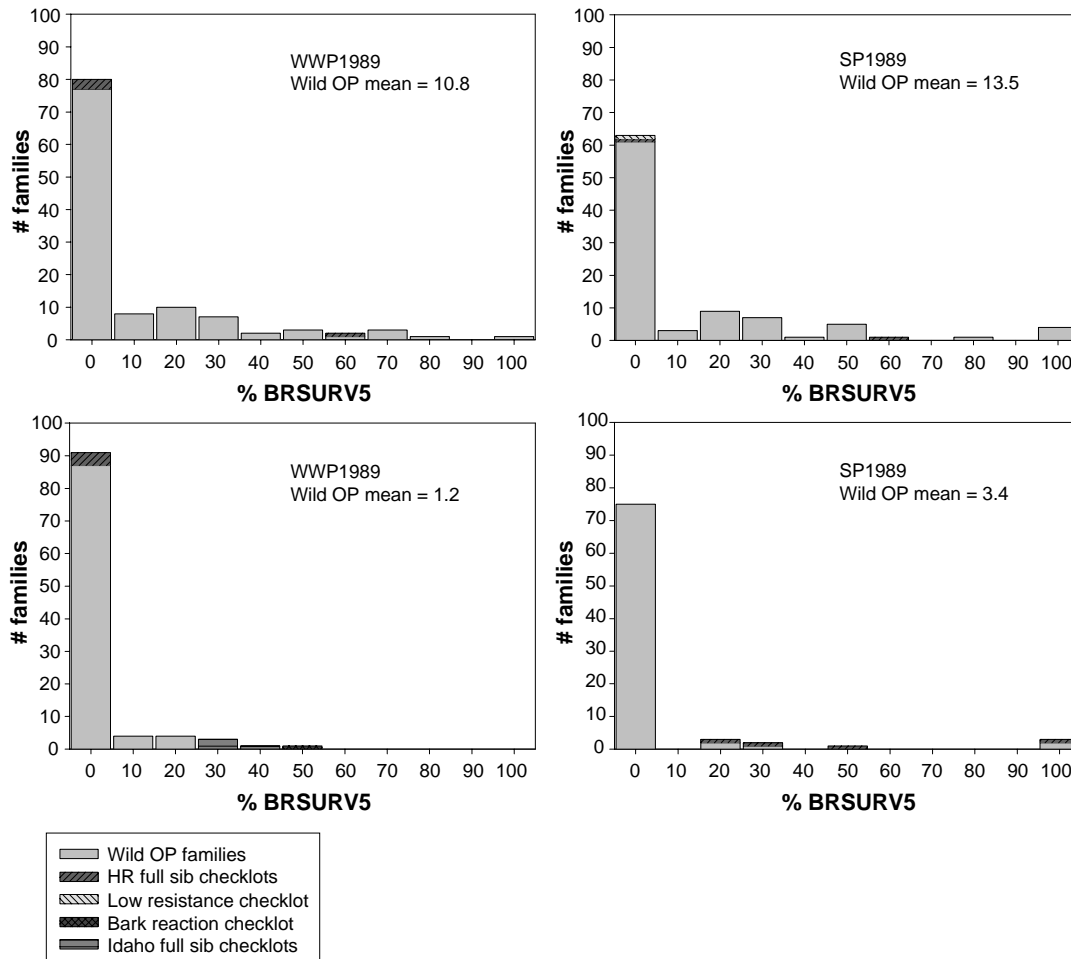 100
90
80
70
60
50
40
30
20
10
0
# families
WWP1989
Wild OP mean = 10.8
0 10 20 30 40 50 60 70 80 90 100
% BRSURV5
100
90
80
70
60
50
40
30
20
10
0
# families
SP1989
Wild OP mean = 13.5
0 10 20 30 40 50 60 70 80 90 100
% BRSURV5
100
90
80
70
60
50
40
30
20
10
0
# families
WWP1989
Wild OP mean = 1.2
0 10 20 30 40 50 60 70 80 90 100
% BRSURV5
100
90
80
70
60
50
40
30
20
10
0
# families
SP1989
Wild OP mean = 3.4
0 10 20 30 40 50 60 70 80 90 100
% BRSURV5
Wild OP families
HR full sib checklots
Low resistance checklot
Bark reaction checklot
Idaho full sib checklots